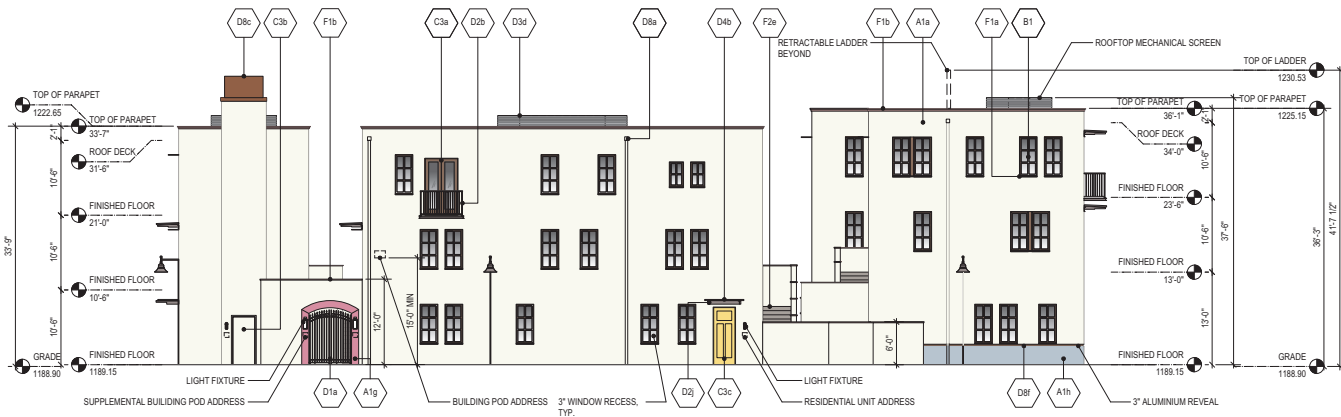 D8c
C3b
F1b
C3a
D2b
D3d
D8a
D4b
F2e
F1b
A1a
F1a
B1
RETRACTABLE LADDER
BEYOND
ROOFTOP MECHANICAL SCREEN
TOP OF LADDER
1230.53
TOP OF PARAPET
1222.65
TOP OF PARAPET
33'-7"
ROOF DECK
31'-6"
FINISHED FLOOR
21'-0"
FINISHED FLOOR
10'-6"
GRADE
1188.90
FINISHED FLOOR
1189.15
33'-9"
2'-1"
10'-6"
10'-6"
10'-6"
12'-0"
15'-0" MIN
6'-0"
TOP OF PARAPET
36'-1"
TOP OF PARAPET
1225.15
ROOF DECK
34'-0"
FINISHED FLOOR
23'-6"
FINISHED FLOOR
13'-0"
FINISHED FLOOR
1189.15
GRADE
1188.90
2'-1"
10'-6"
10'-6"
13'-0"
37'-6"
36'-3"
41'-7 1/2"
LIGHT FIXTURE
SUPPLEMENTAL BUILIDING POD ADDRESS
D1a
A1g
BUILDING POD ADDRESS
3" WINDOW RECESS,
TYP.
D2j
C3c
LIGHT FIXTURE
RESIDENTIAL UNIT ADDRESS
D8f
A1h
3" ALUMINIUM REVEAL